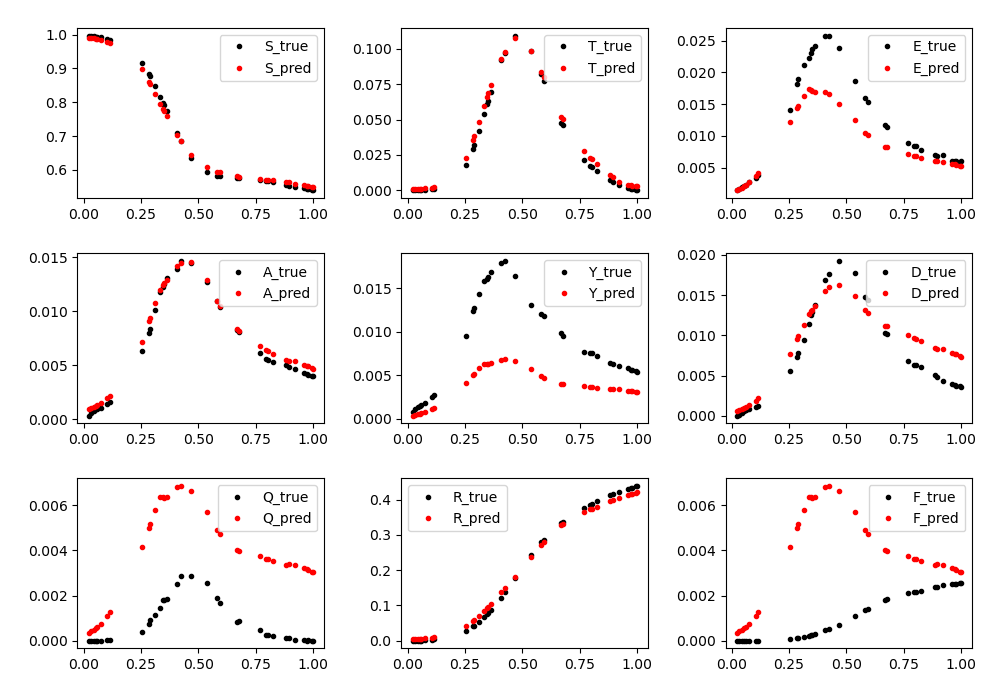 1.0
0.9
0.8
0.7
0.6
S_true
S_pred
0.00 0.25 0.50 0.75 1.00
0.100
0.075
0.050
0.025
0.000
T_true
T_pred
0.00 0.25 0.50 0.75 1.00
0.025
0.020
0.015
0.010
0.005
E_true
E_pred
0.00 0.25 0.50 0.75 1.00
0.015
0.010
0.005
0.000
A_true
A_pred
0.00 0.25 0.50 0.75 1.00
0.015
0.010
0.005
0.000
Y_true
Y_pred
0.00 0.25 0.50 0.75 1.00
0.020
0.015
0.010
0.005
0.000
D_true
D_pred
0.00 0.25 0.50 0.75 1.00
0.006
0.004
0.002
0.000
Q_true
Q_pred
0.00 0.25 0.50 0.75 1.00
0.4
0.3
0.2
0.1
0.0
R_true
R_pred
0.00 0.25 0.50 0.75 1.00
0.006
0.004
0.002
0.000
F_true
F_pred
0.00 0.25 0.50 0.75 1.00